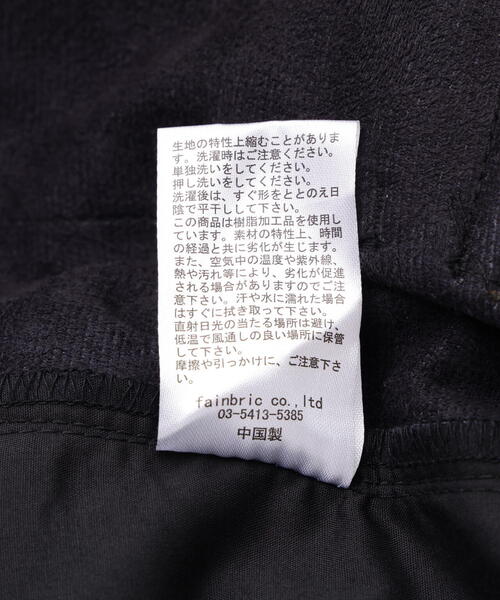 生地の特性上縮むことがありま
す。洗濯時はご注意ください。
単独洗いをしてください。
押し洗いをしてください。
洗濯後は、すぐ形をととのえ日
陰で平干しして下さい。
この商品は樹脂加工品を使用し
ています。素材の特性上、時間
の経過と共に劣化が生じます。
また、空気中の温度や紫外線、
熱や汚れ等により、劣化が促進
される場合がありますのでご注意
下さい。汗や水に濡れた場合
はすぐに拭き取って下さい。
直射日光の当たる場所は避け、
低温で風通しの良い場所に保管
して下さい。
摩擦や引っかけに、ご注意下さ
い。
fainbric co.,ltd
03-5413-5385
中国製